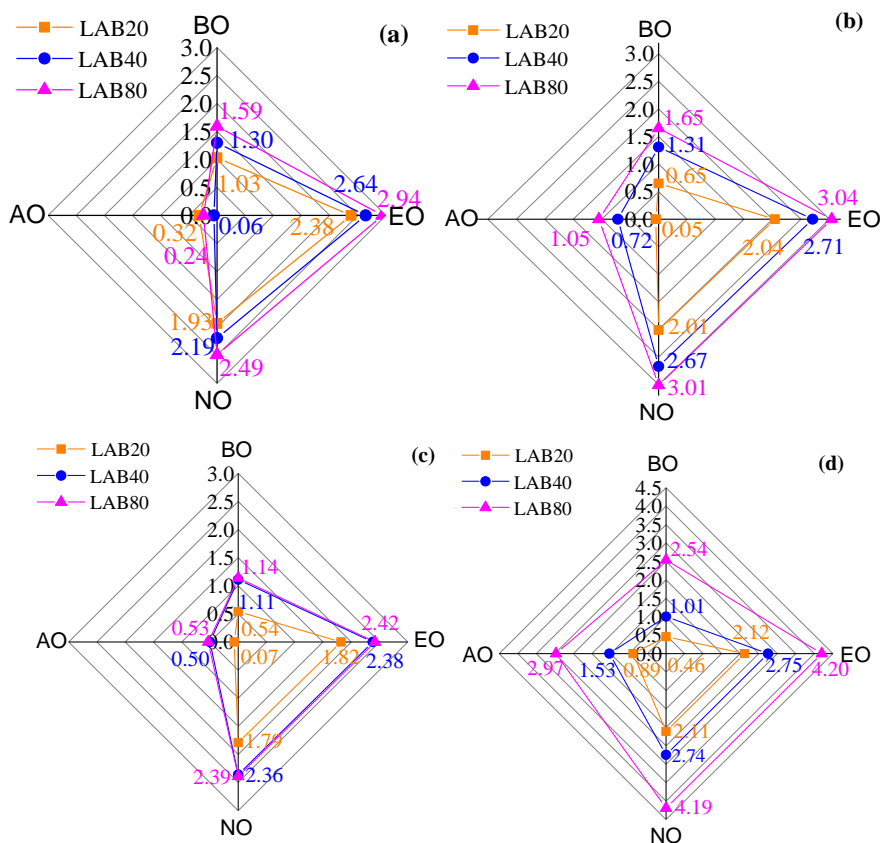 LAB20
LAB40
LAB80
(a)
BO
3.0
2.5
2.0
1.5
1.0
0.5
0.0
1.59
1.30
1.03
2.64
2.94
AO
EO
0.32
0.06
2.38
0.24
1.93
2.19
2.49
NO
LAB20
LAB40
LAB80
(b)
BO
3.0
2.5
2.0
1.5
1.0
0.5
0.0
1.65
1.31
0.65
3.04
AO
EO
1.05
0.72
0.05
2.04
2.71
2.01
2.67
3.01
NO
LAB20
LAB40
LAB80
(c)
BO
3.0
2.5
2.0
1.5
1.0
0.5
0.0
1.14
1.11
0.54
2.42
0.53
AO
EO
0.50
0.07
1.82
2.38
1.79
2.39
2.36
NO
LAB20
LAB40
LAB80
(d)
BO
4.5
4.0
3.5
3.0
2.5
2.0
1.5
1.0
0.5
0.0
2.54
1.01
2.12
AO
EO
2.97
1.53
0.89
0.46
2.75
4.20
2.11
2.74
4.19
NO